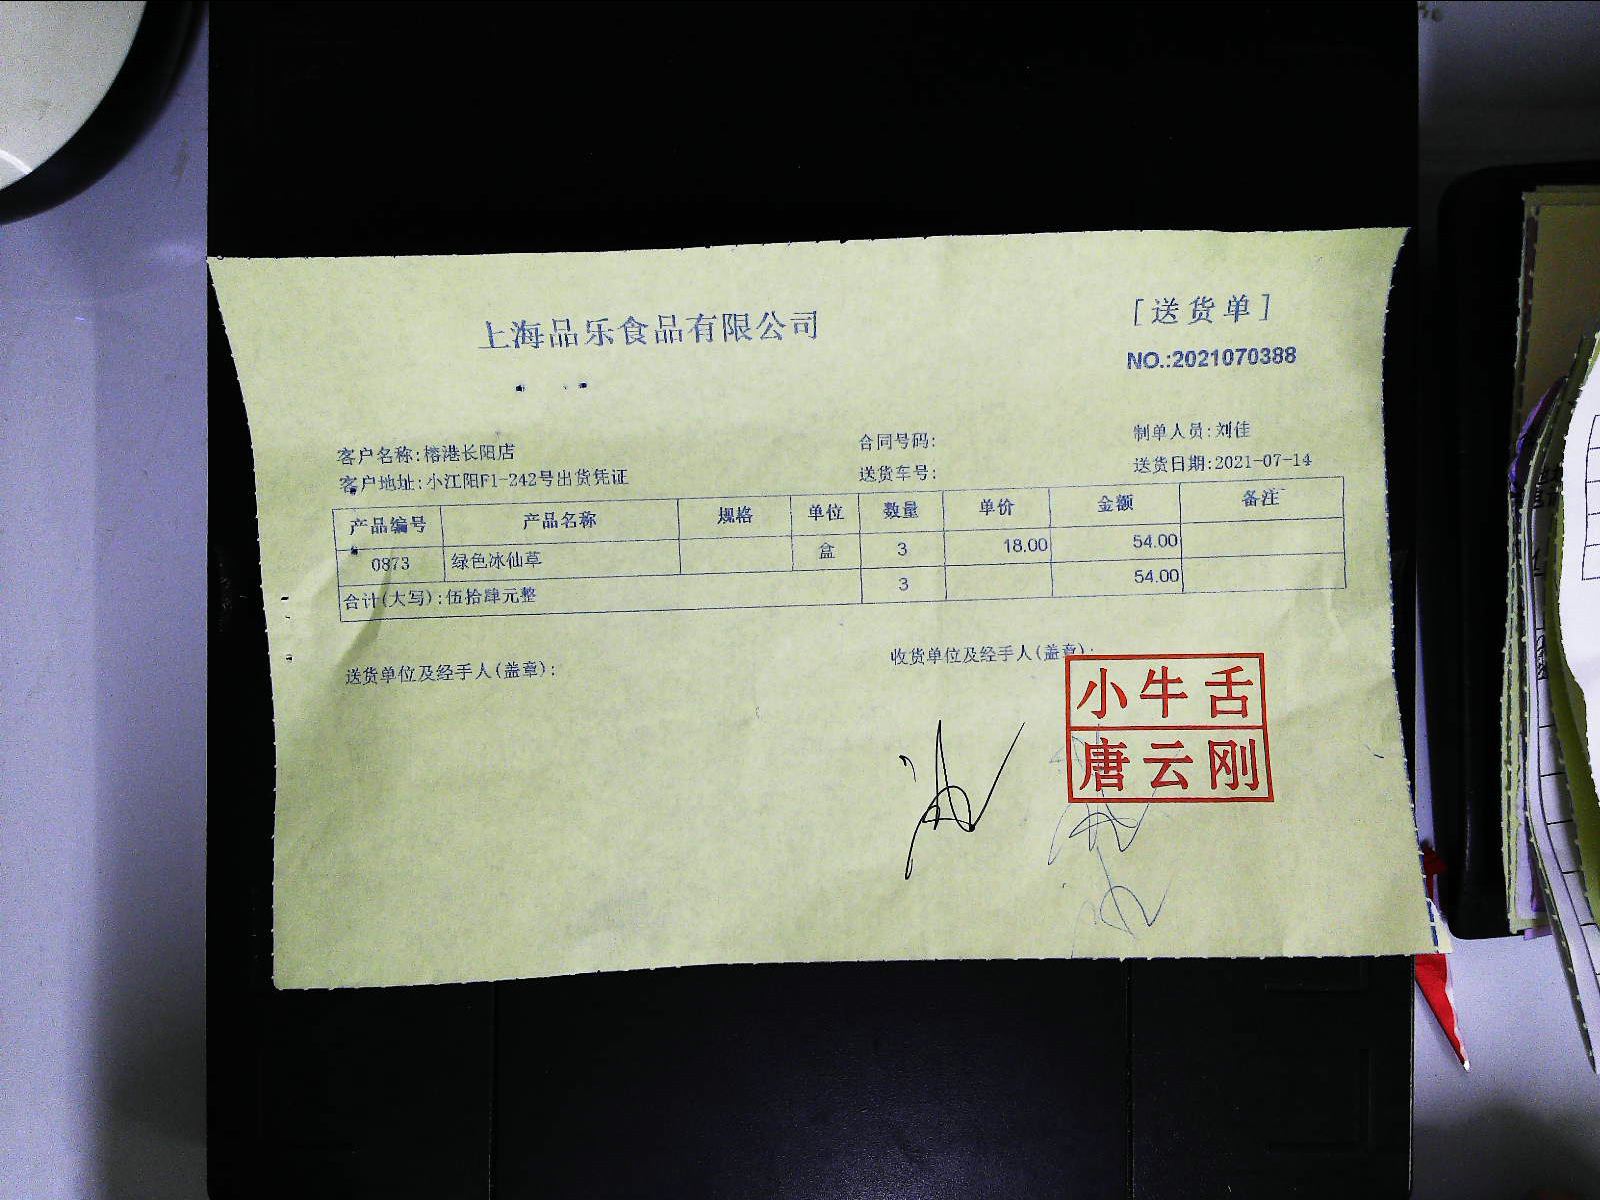 上海品乐食品有限公司
[送货单]
NO.:2021070388
客户名称:榕港长阳店
合同号码:
制单人员:刘佳
客户地址:小江阳F1-242号出货凭证
送货车号:
送货日期:2021-07-14
产品编号 产品名称 规格 单位 数量 单价 金额 备注
0873 绿色冰仙草 盒 3 18.00 54.00
合计(大写):伍拾肆元整 3 54.00
送货单位及经手人(盖章):
收货单位及经手人(盖章):
小牛舌
唐云刚